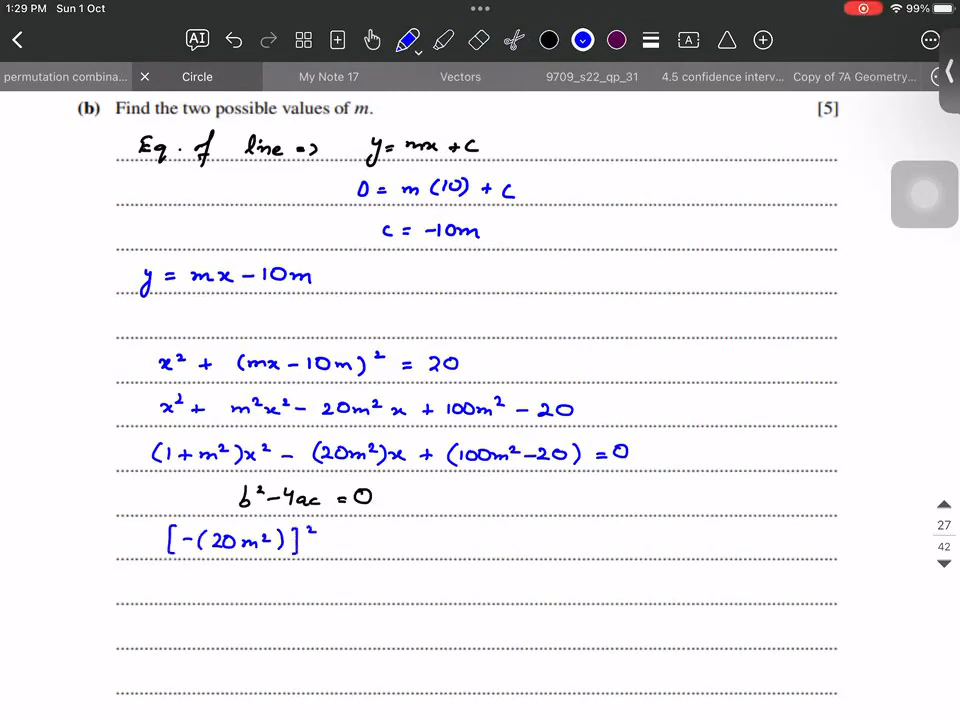 1:29 PM Sun 1 Oct
99%
AI
A
permutation combina...
Circle
My Note 17
Vectors
9709_s22_qp_31
4.5 confidence interv...
Copy of 7A Geometry...
(b) Find the two possible values of m. [5]
Eq. of line => y = mx + c
0 = m (10) + c
c = -10m
y = mx - 10m
x² + (mx - 10m)² = 20
x² + m²x² - 20m²x + 100m² - 20
(1 + m²)x² - (20m²)x + (100m² - 20) = 0
b² - 4ac = 0
[-(20m²)]²
27
42